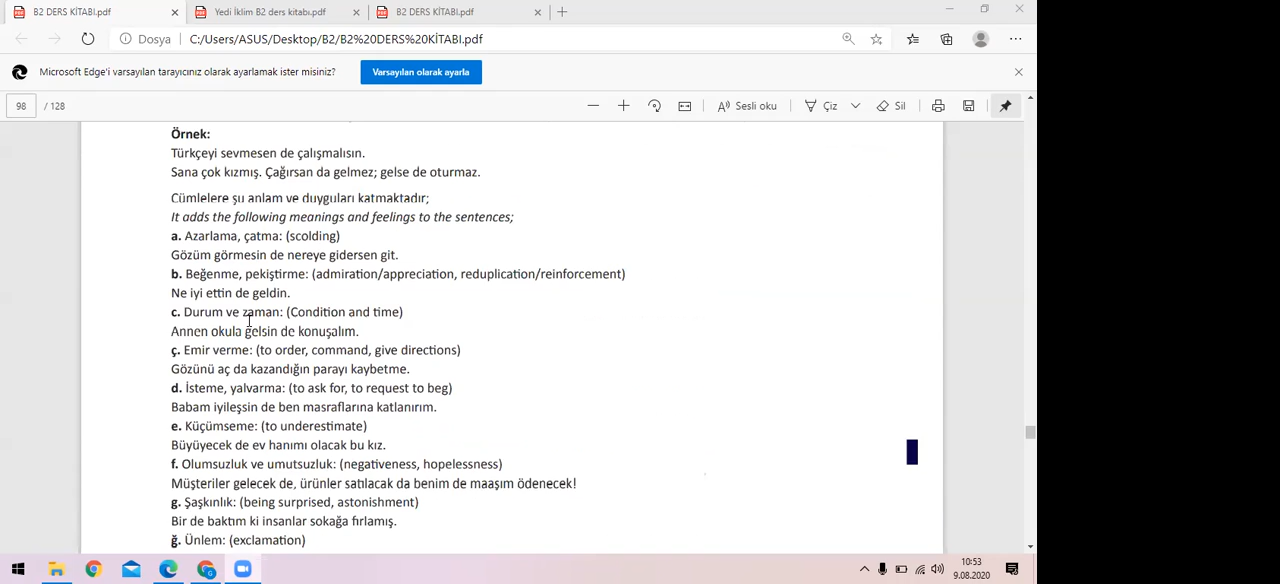 B2 DERS KİTABI.pdf
Yedi İklim B2 ders kitabı.pdf
B2 DERS KİTABI.pdf
Dosya
C:/Users/ASUS/Desktop/B2/B2%20DERS%20KİTABI.pdf
Microsoft Edge'i varsayılan tarayıcınız olarak ayarlamak ister misiniz?
Varsayılan olarak ayarla
98 / 128
Sesli oku
Çiz
Sil
Örnek:
Türkçeyi sevmesen de çalışmalısın.
Sana çok kızmış. Çağırsan da gelmez; gelse de oturmaz.
Cümlelere şu anlam ve duyguları katmaktadır;
It adds the following meanings and feelings to the sentences;
a. Azarlama, çatma: (scolding)
Gözüm görmesin de nereye gidersen git.
b. Beğenme, pekiştirme: (admiration/appreciation, reduplication/reinforcement)
Ne iyi ettin de geldin.
c. Durum ve zaman: (Condition and time)
Annen okula gelsin de konuşalım.
ç. Emir verme: (to order, command, give directions)
Gözünü aç da kazandığın parayı kaybetme.
d. İsteme, yalvarma: (to ask for, to request to beg)
Babam iyileşsin de ben masraflarına katlanırım.
e. Küçümseme: (to underestimate)
Büyüyecek de ev hanımı olacak bu kız.
f. Olumsuzluk ve umutsuzluk: (negativeness, hopelessness)
Müşteriler gelecek de, ürünler satılacak da benim de maaşım ödenecek!
g. Şaşkınlık: (being surprised, astonishment)
Bir de baktım ki insanlar sokağa fırlamış.
ğ. Ünlem: (exclamation)
10:53
9.08.2020